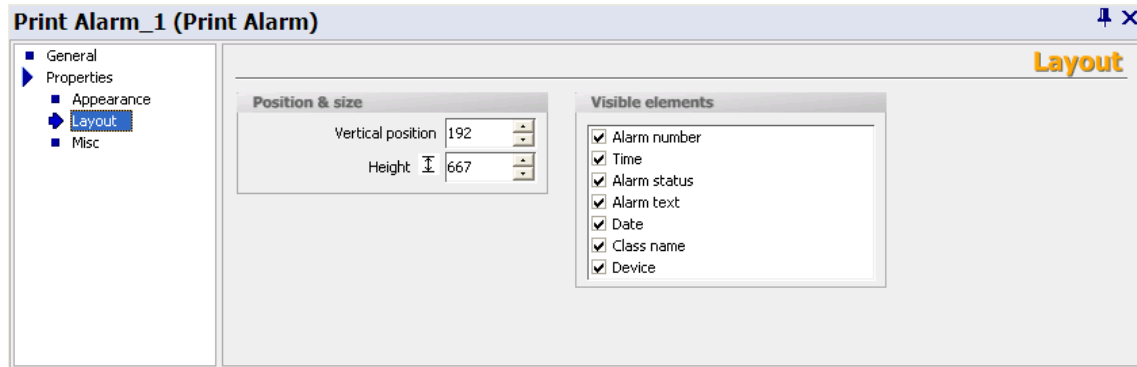 Print Alarm_1 (Print Alarm)
General
Properties
Appearance
Layout
Misc
Layout
Position & size
Vertical position 192
Height 667
Visible elements
Alarm number
Time
Alarm status
Alarm text
Date
Class name
Device